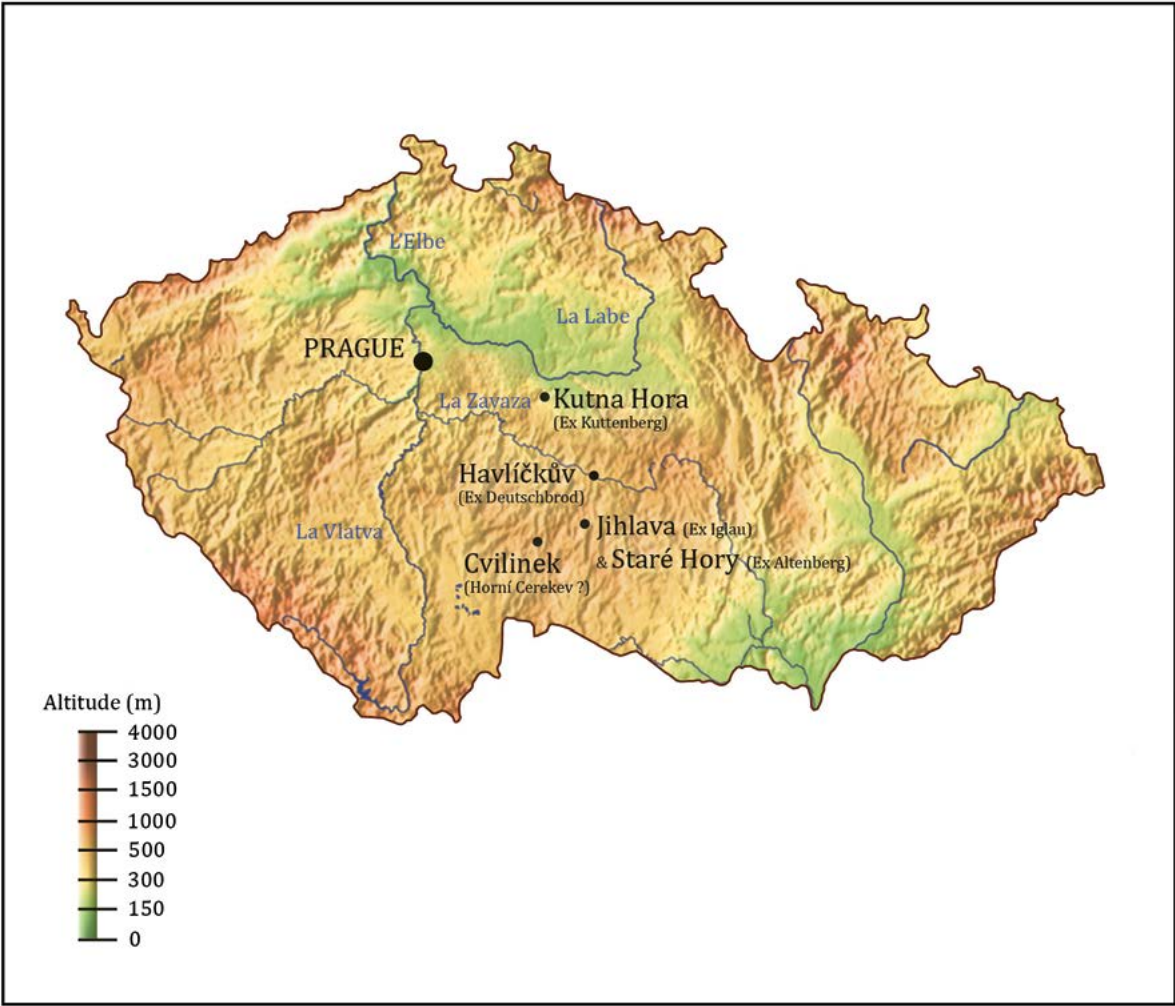 L'Elbe
La Labe
PRAGUE
La Zavaza
Kutna Hora
(Ex Kuttenberg)
Havlíčkův
(Ex Deutschbrod)
Jihlava (Ex Iglau)
& Staré Hory (Ex Altenberg)
La Vlatva
Cvilinek
(Horní Cerekev ?)
Altitude (m)
4000
3000
1500
1000
500
300
150
0